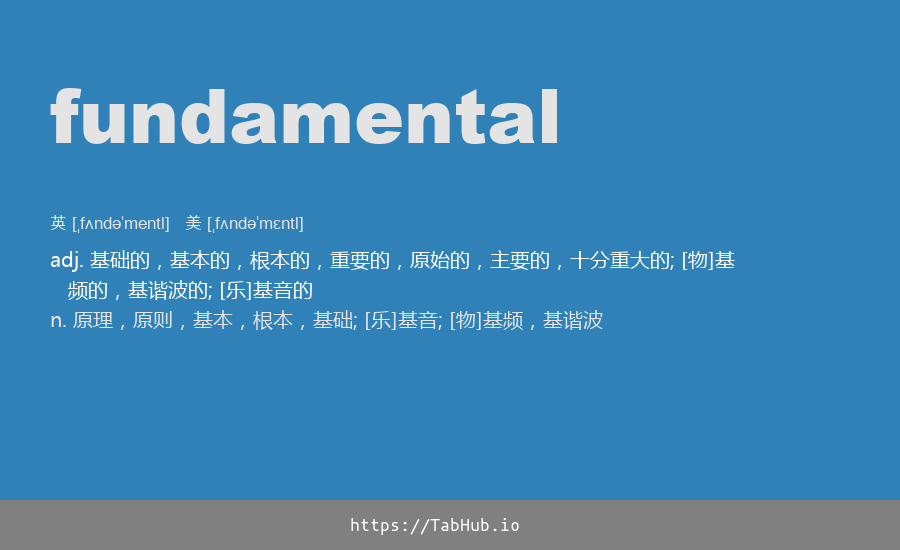 fundamental
英 [ˌfʌndəˈmentl] 美 [ˌfʌndəˈmɛntl]
adj. 基础的，基本的，根本的，重要的，原始的，主要的，十分重大的; [物]基
频的，基谐波的; [乐]基音的
n. 原理，原则，基本，根本，基础; [乐]基音; [物]基频，基谐波
https://TabHub.io